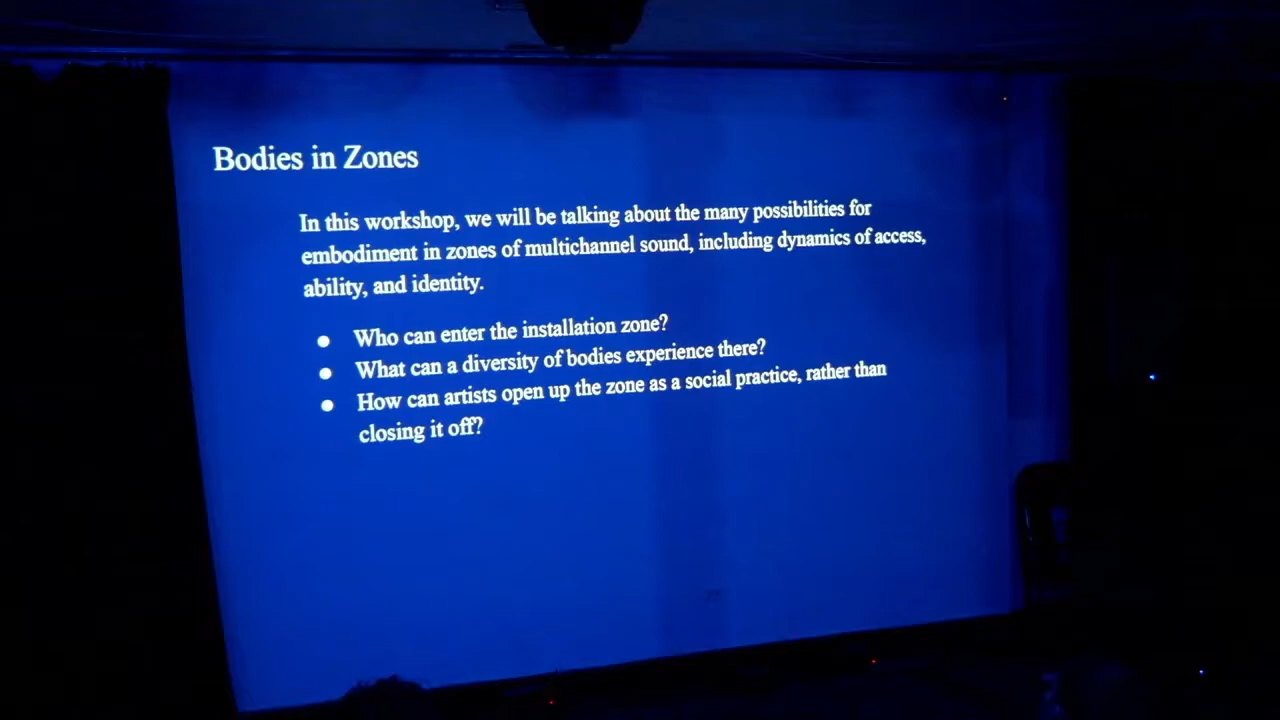 Bodies in Zones
In this workshop, we will be talking about the many possibilities for
embodiment in zones of multichannel sound, including dynamics of access,
ability, and identity.
● Who can enter the installation zone?
● What can a diversity of bodies experience there?
● How can artists open up the zone as a social practice, rather than
closing it off?